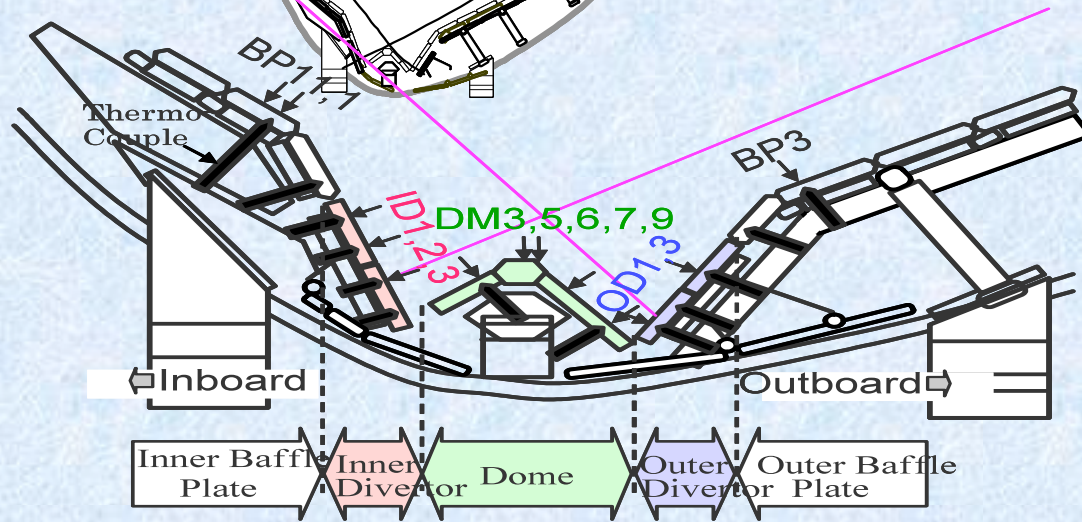 BP1,
Thermo-
Couple
BP3
ID1,2,3
DM3,5,6,7,9
OD1,3
Inboard
Outboard
Inner Baffle
Plate
Inner
Divertor
Dome
Outer
Divertor
Outer Baffle
Plate